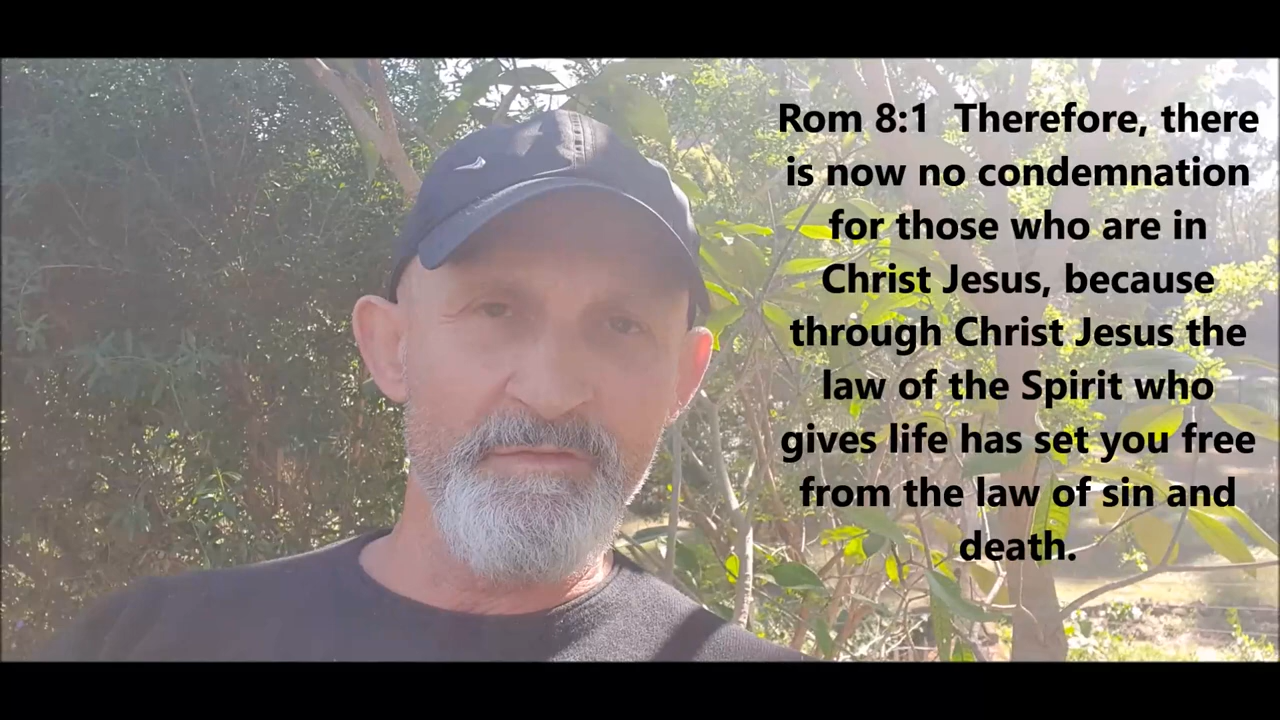 Rom 8:1  Therefore, there
is now no condemnation
for those who are in
Christ Jesus, because
through Christ Jesus the
law of the Spirit who
gives life has set you free
from the law of sin and
death.